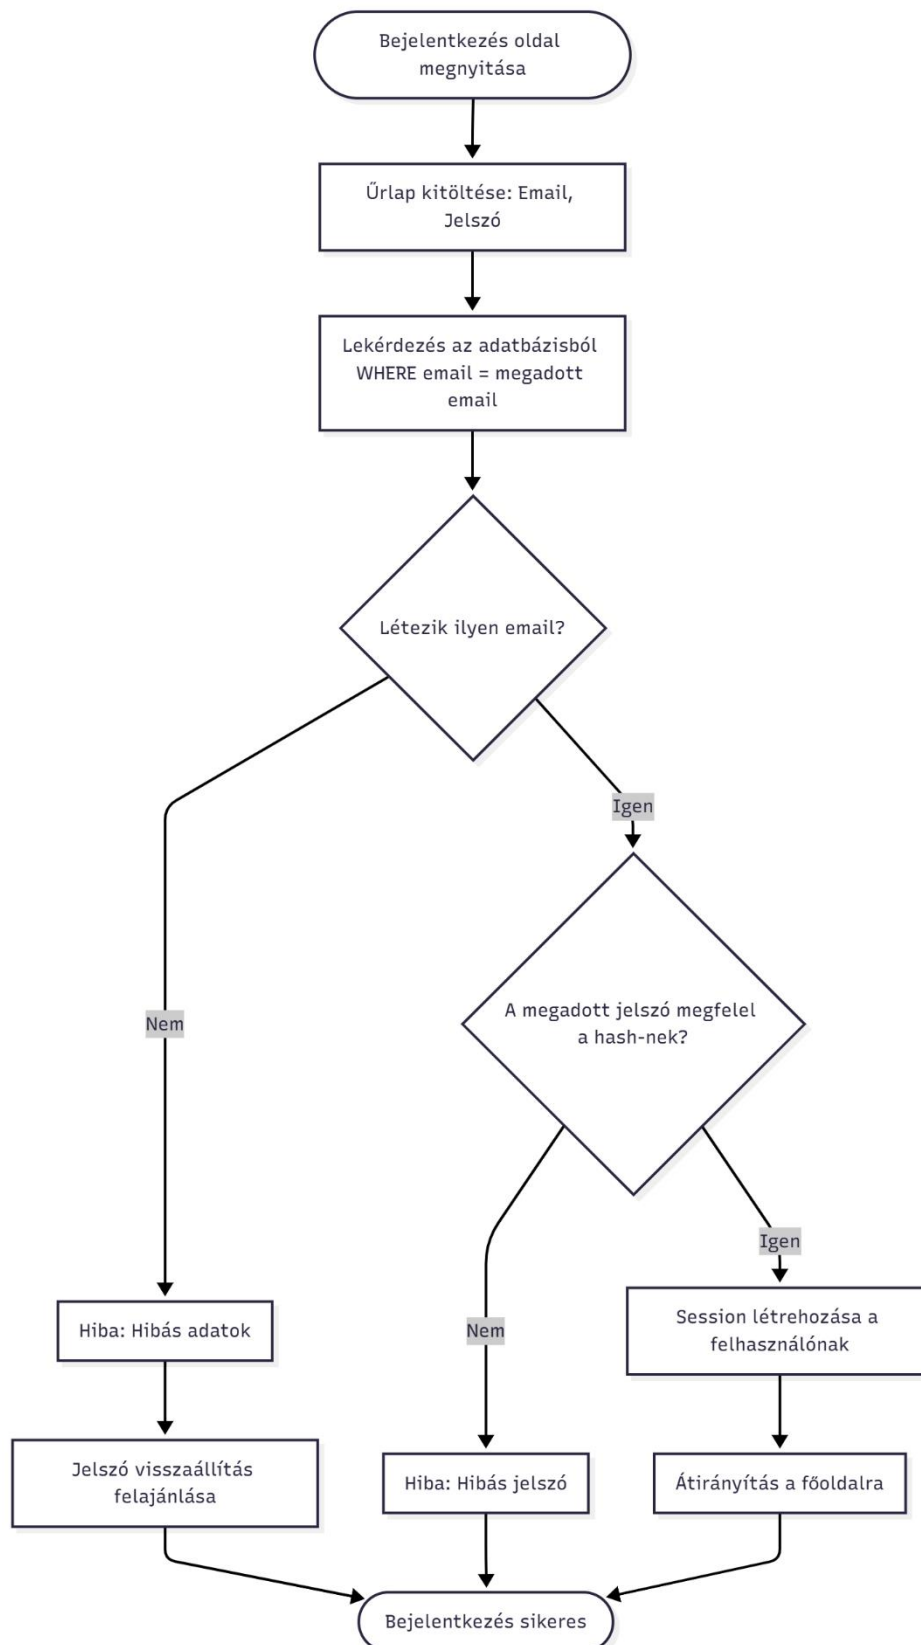 Bejelentkezés oldal
megnyitása
Űrlap kitöltése: Email,
Jelszó
Lekérdezés az adatbázisból
WHERE email = megadott
email
Létezik ilyen email?
Igen
A megadott jelszó megfelel
a hash-nek?
Nem
Igen
Session létrehozása a
felhasználónak
Hiba: Hibás adatok
Nem
Jelszó visszaállítás
felajánlása
Hiba: Hibás jelszó
Átirányítás a főoldalra
Bejelentkezés sikeres